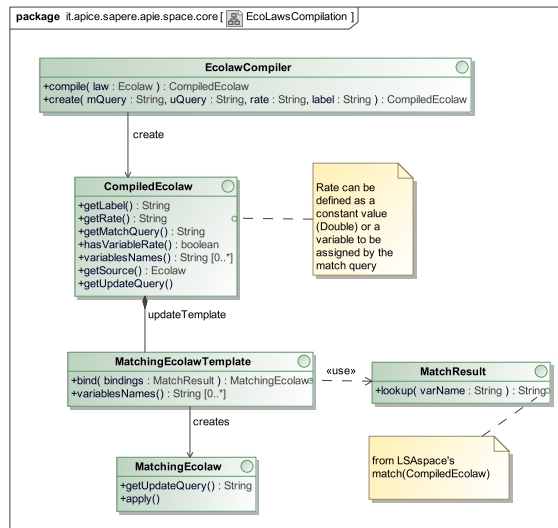 package it.apice.sapere.apie.space.core [ EcoLawsCompilation ]
EcolawCompiler
+compile( law : Ecolaw ) : CompiledEcolaw
+create( mQuery : String, uQuery : String, rate : String, label : String ) : CompiledEcolaw
create
CompiledEcolaw
+getLabel() : String
+getRate() : String
+getMatchQuery() : String
+hasVariableRate() : boolean
+variablesNames() : String [0..*]
+getSource() : Ecolaw
+getUpdateQuery()
Rate can be
defined as a
constant value
(Double) or a
variable to be
assigned by the
match query
updateTemplate
MatchingEcolawTemplate
+bind( bindings : MatchResult ) : MatchingEcolaw
+variablesNames() : String [0..*]
«use»
MatchResult
+lookup( varName : String ) : String
creates
from LSAspace's
match(CompiledEcolaw)
MatchingEcolaw
+getUpdateQuery() : String
+apply()